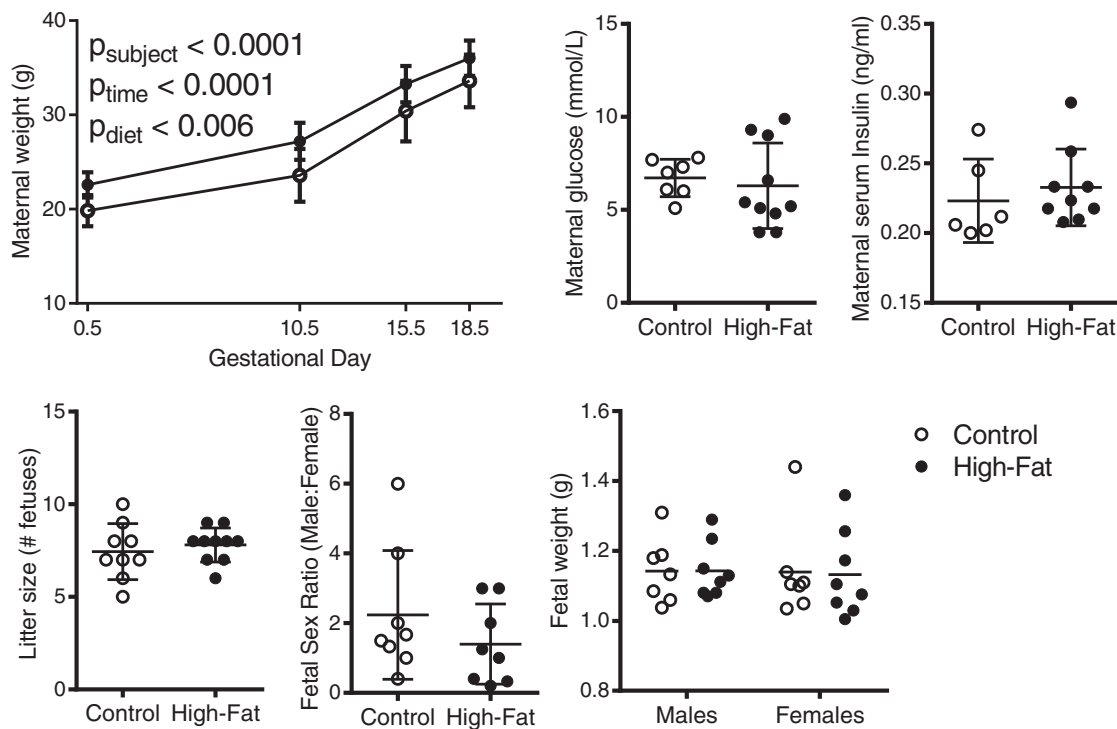 Maternal weight (g)
40
30
20
10
p_subject < 0.0001
p_time < 0.0001
p_diet < 0.006
0.5
10.5
15.5
18.5
Gestational Day
Maternal glucose (mmol/L)
15
10
5
0
Control
High-Fat
Maternal serum Insulin (ng/ml)
0.35
0.30
0.25
0.20
0.15
Control
High-Fat
Litter size (# fetuses)
15
10
5
0
Control
High-Fat
Fetal Sex Ratio (Male:Female)
8
6
4
2
0
Control
High-Fat
Fetal weight (g)
1.6
1.4
1.2
1.0
0.8
Males
Females
Control
High-Fat